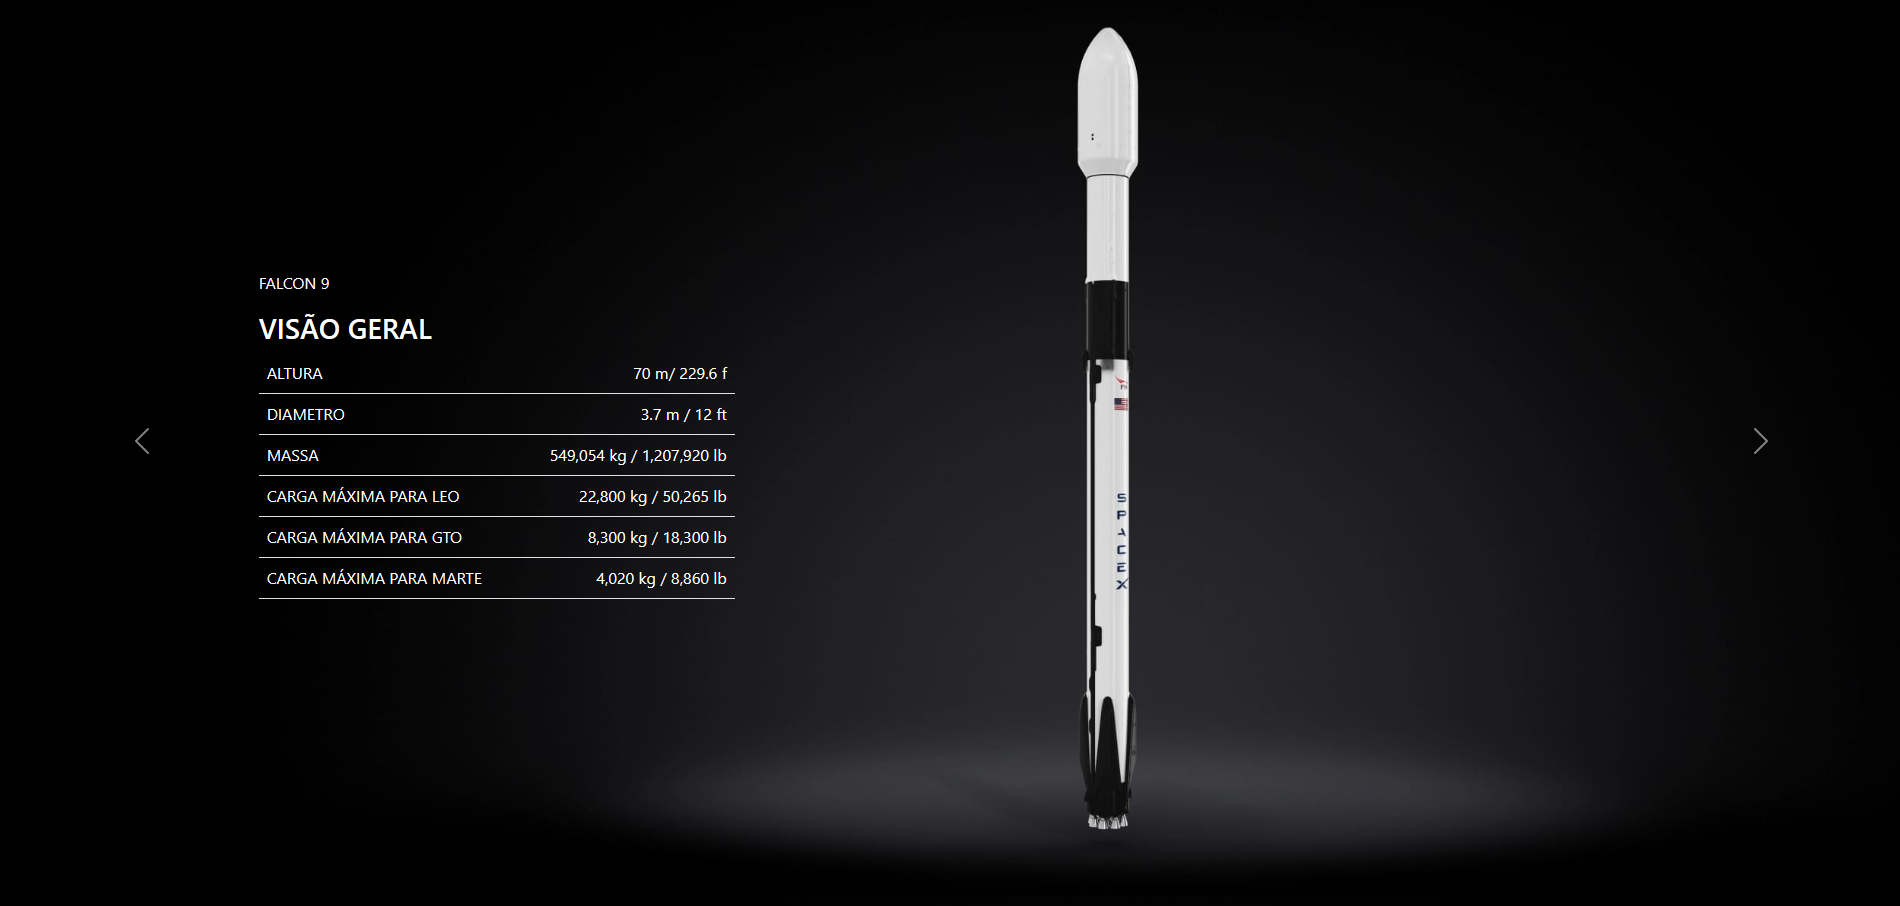 FALCON 9
VISÃO GERAL
ALTURA 70 m/ 229.6 f
DIAMETRO 3.7 m / 12 ft
MASSA 549,054 kg / 1,207,920 lb
CARGA MÁXIMA PARA LEO 22,800 kg / 50,265 lb
CARGA MÁXIMA PARA GTO 8,300 kg / 18,300 lb
CARGA MÁXIMA PARA MARTE 4,020 kg / 8,860 lb
SPACEX